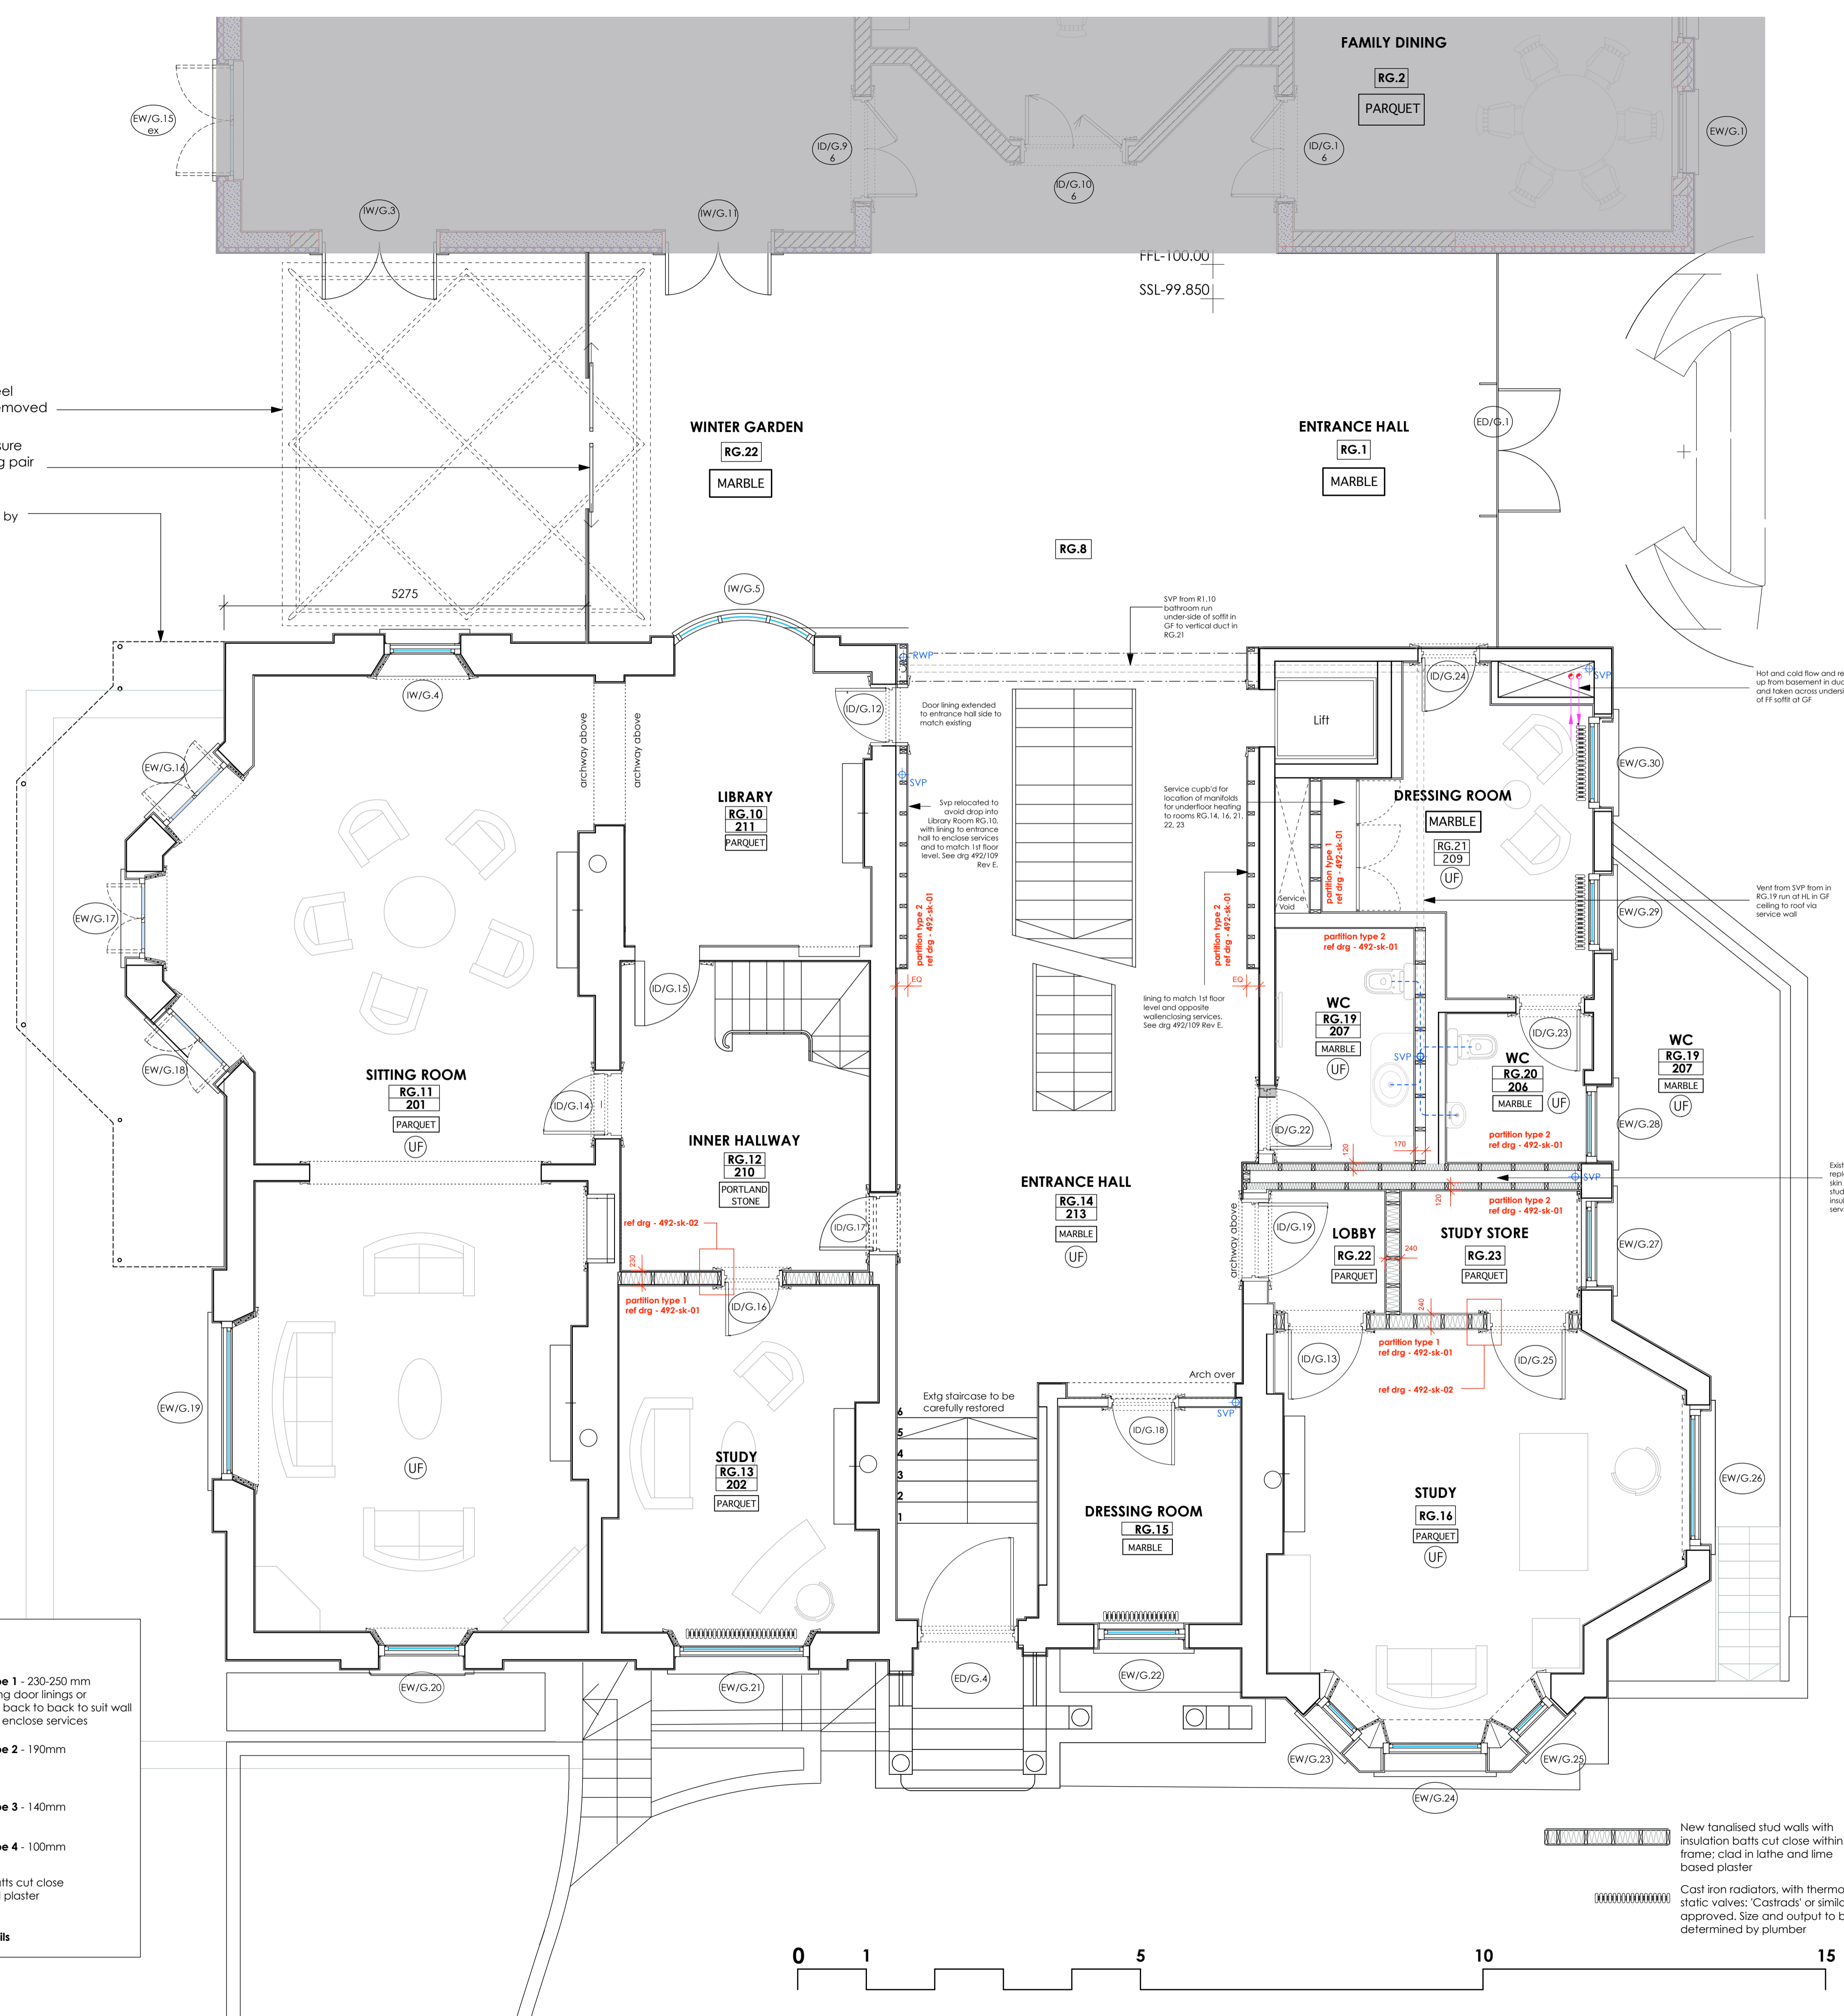 FAMILY DINING
RG.2
PARQUET
EW/G.15
ex
ID/G.9
6
ID/G.10
6
ID/G.1
6
EW/G.1
IW/G.3
IW/G.11
FFL-100.00
SSL-99.850
emoved
sure
g pair
by
WINTER GARDEN
RG.22
MARBLE
ENTRANCE HALL
RG.1
MARBLE
ED/G.1
RG.8
5275
IW/G.5
SVP from R1.10
bathroom run
under-side of soffit in
GF to vertical duct in
RG.21
RWP
IW/G.4
ID/G.12
Door lining extended
to entrance hall side to
match existing
Lift
ID/G.24
SVP
Hot and cold flow and re
up from basement in duc
and taken across undersi
of FF soffit at GF
archway above
archway above
EW/G.16
EW/G.30
SVP
LIBRARY
RG.10
211
PARQUET
Svp relocated to
avoid drop into
Library Room RG.10,
with lining to entrance
hall to enclose services
and to match 1st floor
level. See drg 492/109
Rev E.
Service cupb'd for
location of manifolds
for underfloor heating
to rooms RG.14, 16, 21,
22, 23
DRESSING ROOM
MARBLE
RG.21
209
UF
partition type 1
ref drg - 492-sk-01
Service
Void
Vent from SVP from in
RG.19 run at HL in GF
ceiling to roof via
service wall
EW/G.17
EW/G.29
partition type 2
ref drg - 492-sk-01
partition type 2
ref drg - 492-sk-01
partition type 2
ref drg - 492-sk-01
EQ
EQ
ID/G.15
lining to match 1st floor
level and opposite
wallenclosing services.
See drg 492/109 Rev E.
WC
RG.19
207
MARBLE
UF
SVP
ID/G.23
WC
RG.20
206
MARBLE
UF
WC
RG.19
207
MARBLE
UF
EW/G.18
SITTING ROOM
RG.11
201
PARQUET
UF
ID/G.14
ID/G.22
EW/G.28
partition type 2
ref drg - 492-sk-01
120
170
INNER HALLWAY
RG.12
210
PORTLAND
STONE
ENTRANCE HALL
RG.14
213
MARBLE
UF
SVP
Exist
repl
skin
stud
insul
serv
120
partition type 2
ref drg - 492-sk-01
ref drg - 492-sk-02
ID/G.17
archway above
ID/G.19
LOBBY
RG.22
PARQUET
240
STUDY STORE
RG.23
PARQUET
EW/G.27
230
partition type 1
ref drg - 492-sk-01
ID/G.16
240
partition type 1
ref drg - 492-sk-01
ID/G.13
ID/G.25
ref drg - 492-sk-02
Arch over
Extg staircase to be
carefully restored
6
5
4
3
2
1
SVP
ID/G.18
EW/G.19
UF
STUDY
RG.13
202
PARQUET
EW/G.26
DRESSING ROOM
RG.15
MARBLE
STUDY
RG.16
PARQUET
UF
EW/G.20
EW/G.21
ED/G.4
EW/G.22
EW/G.23
EW/G.25
EW/G.24
pe 1 - 230-250 mm
ng door linings or
back to back to suit wall
enclose services
pe 2 - 190mm
pe 3 - 140mm
pe 4 - 100mm
atts cut close
d plaster
ils
New tanalised stud walls with
insulation batts cut close within
frame; clad in lathe and lime
based plaster
Cast iron radiators, with thermo
static valves: 'Castrads' or simila
approved. Size and output to b
determined by plumber
0 1 5 10 15